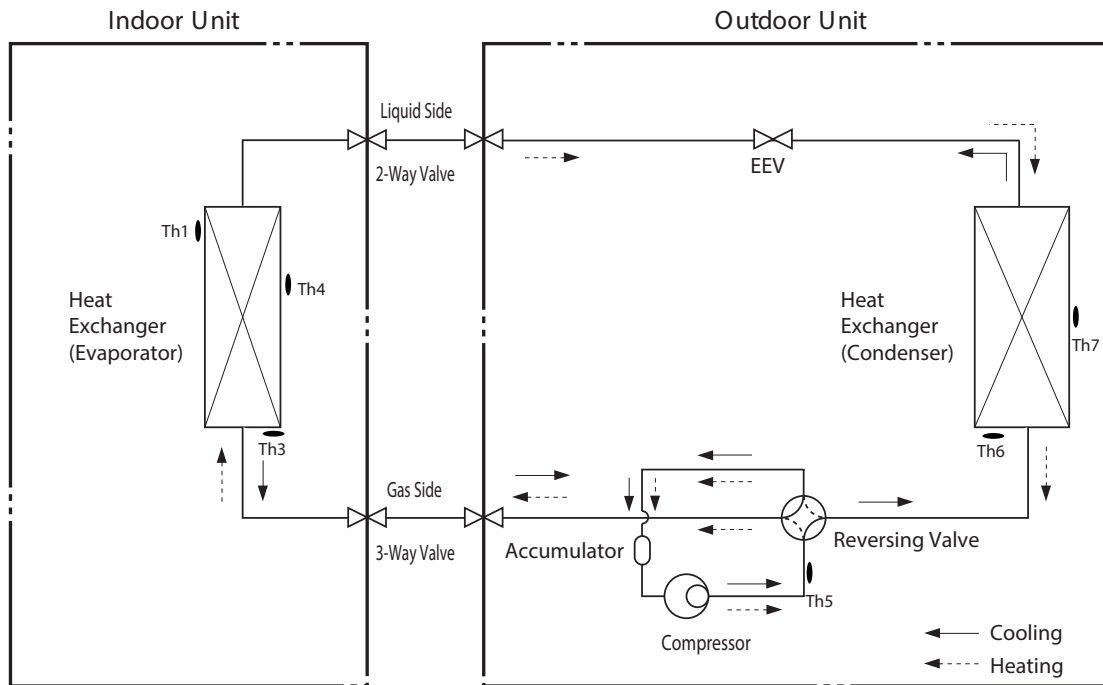 Indoor Unit
Outdoor Unit
Liquid Side
2-Way Valve
EEV
Th1
Th4
Heat
Exchanger
(Evaporator)
Heat
Exchanger
(Condenser)
Th7
Th3
Th6
Gas Side
3-Way Valve
Accumulator
Reversing Valve
Th5
Compressor
Cooling
Heating